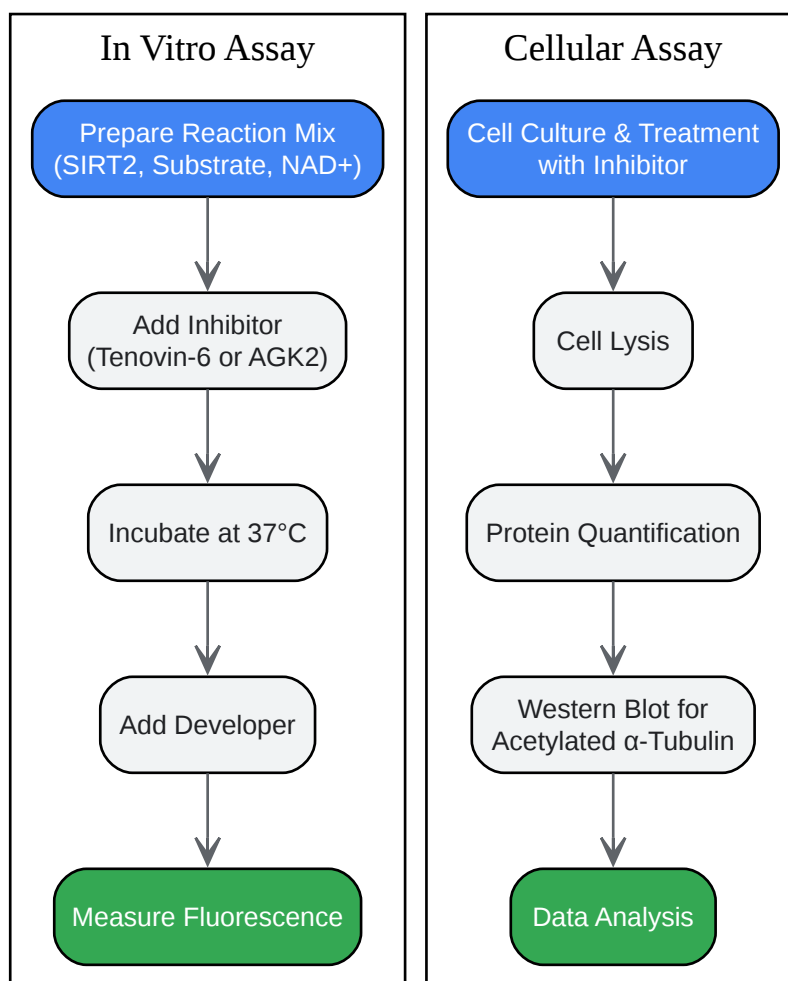 In Vitro Assay
Prepare Reaction Mix
(SIRT2, Substrate, NAD+)
Add Inhibitor
(Tenovin-6 or AGK2)
Incubate at 37°C
Add Developer
Measure Fluorescence
Cellular Assay
Cell Culture & Treatment
with Inhibitor
Cell Lysis
Protein Quantification
Western Blot for
Acetylated α-Tubulin
Data Analysis